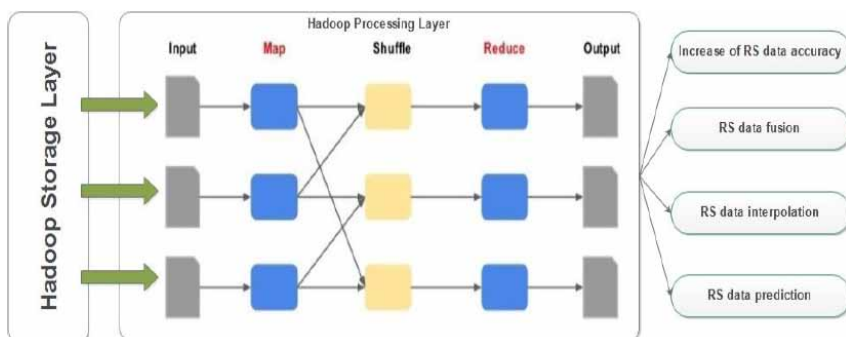 Hadoop Storage Layer
Hadoop Processing Layer
Input
Map
Shuffle
Reduce
Output
Increase of RS data accuracy
RS data fusion
RS data interpolation
RS data prediction